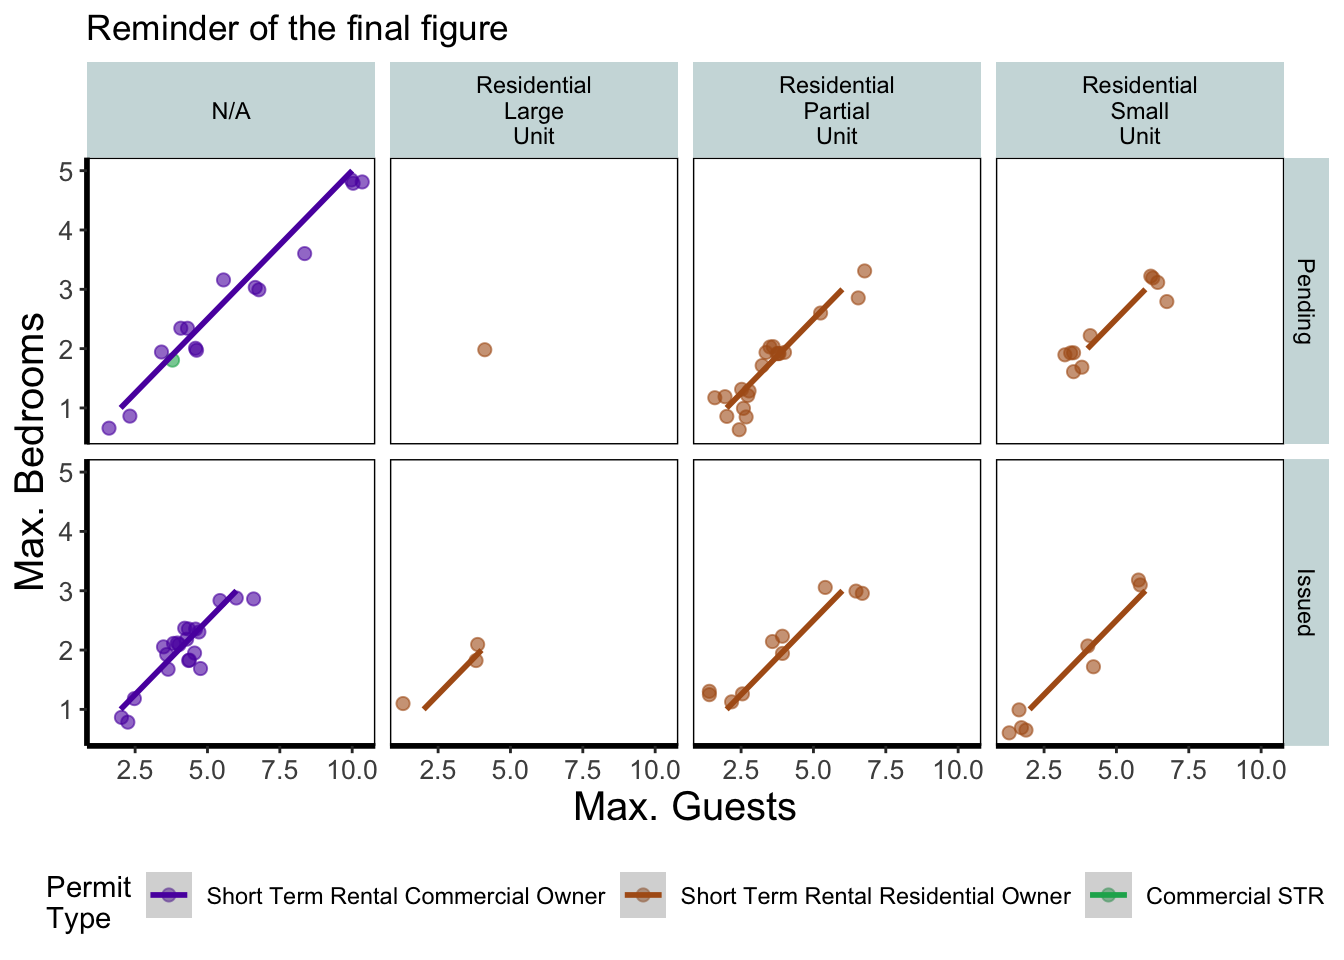 Reminder of the final figure
N/A
Residential
Large
Unit
Residential
Partial
Unit
Residential
Small
Unit
Max. Bedrooms
5
4
3
2
1
Pending
5
4
3
2
1
Issued
2.5 5.0 7.5 10.0 2.5 5.0 7.5 10.0 2.5 5.0 7.5 10.0 2.5 5.0 7.5 10.0
Max. Guests
Permit
Type
Short Term Rental Commercial Owner Short Term Rental Residential Owner Commercial STR